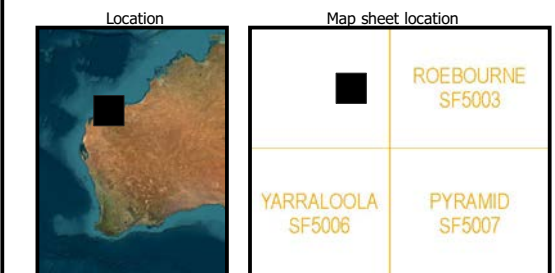 Location
Map sheet location
ROEBOURNE
SF5003
YARRALOOLA
SF5006
PYRAMID
SF5007